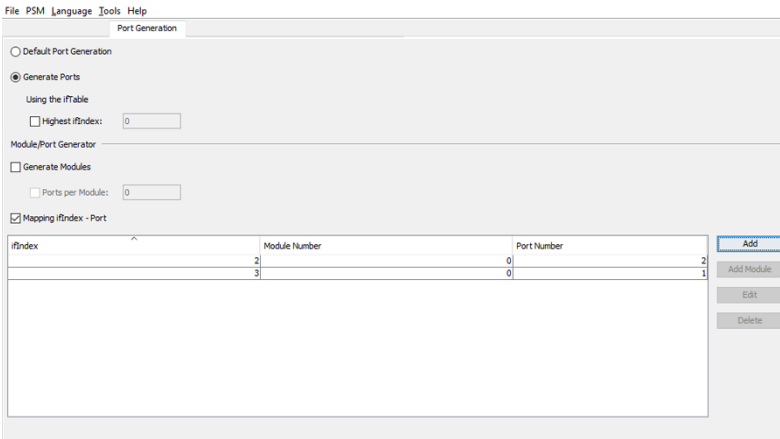 File PSM Language Tools Help
Port Generation
Default Port Generation
Generate Ports
Using the ifTable
Highest ifIndex: 0
Module/Port Generator
Generate Modules
Ports per Module: 0
Mapping ifIndex - Port
ifIndex Module Number Port Number
2 0 2
3 0 1
Add
Add Module
Edit
Delete